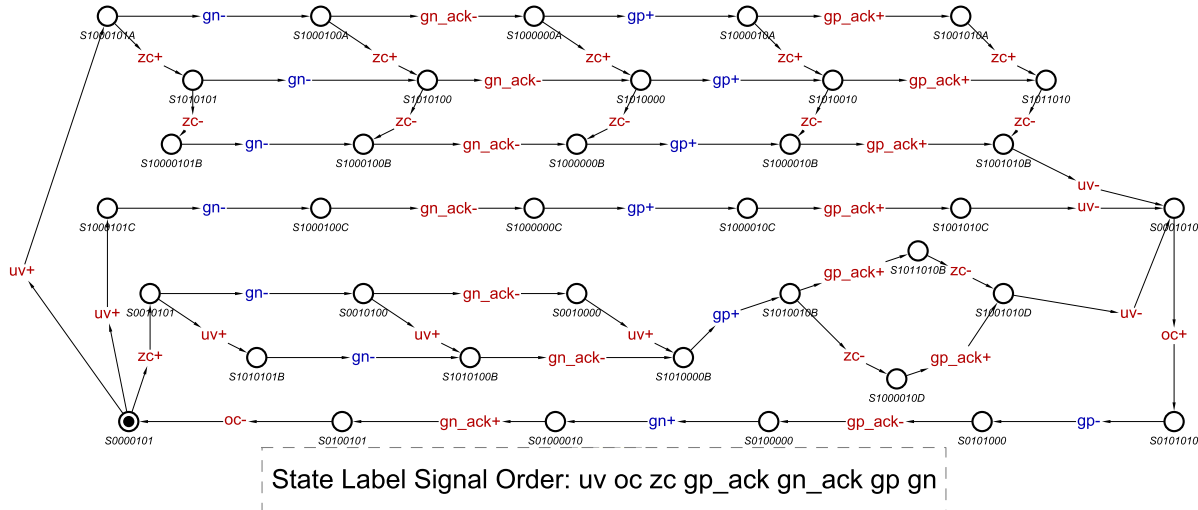 gn- gn_ack- gp+ gp_ack+
S1000101A S1000100A S1000000A S1000010A S1001010A
zc+ zc+ zc+ zc+ zc+
gn- gn_ack- gp+ gp_ack+
S1010101 S1010100 S1010000 S1010010 S1011010
zc- zc- zc- zc- zc-
gn- gn_ack- gp+ gp_ack+
S10000101B S1000100B S1000000B S1000010B S1001010B
uv-
gn- gn_ack- gp+ gp_ack+ uv-
S1000101C S1000100C S1000000C S1000010C S1001010C S0001010
uv+ gp_ack+ S1011010B zc-
gn- gn_ack-
S0010101 S0010100 S0010000 S1010010B S1001010D
uv+ gp+ uv-
uv+ uv+ uv+ oc+
zc+ gn- gn_ack- zc- gp_ack+
S1010101B S1010100B S1010000B S1000010D
oc- gn_ack+ gn+ gp_ack- gp-
S0000101 S0100101 S01000010 S0100000 S0101000 S0101010
State Label Signal Order: uv oc zc gp_ack gn_ack gp gn